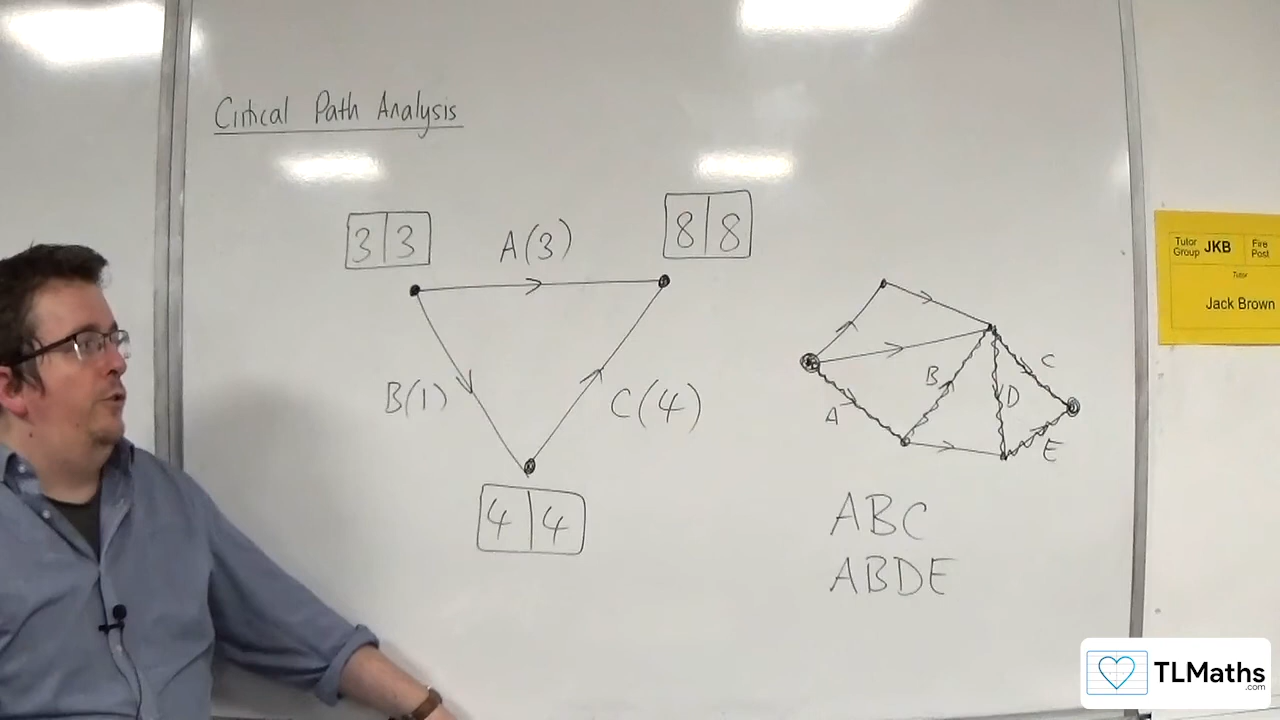 Critical Path Analysis
3 3
A(3)
8 8
B(1)
C(4)
4 4
A
B
C
D
E
ABC
ABDE
Tutor Group JKB Fire Post
Tutor
Jack Brown
TLMaths
.com